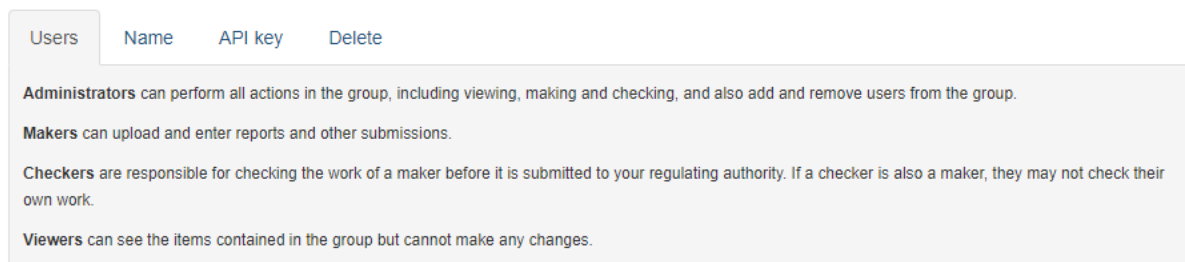 Users Name API key Delete
Administrators can perform all actions in the group, including viewing, making and checking, and also add and remove users from the group.
Makers can upload and enter reports and other submissions.
Checkers are responsible for checking the work of a maker before it is submitted to your regulating authority. If a checker is also a maker, they may not check their
own work.
Viewers can see the items contained in the group but cannot make any changes.